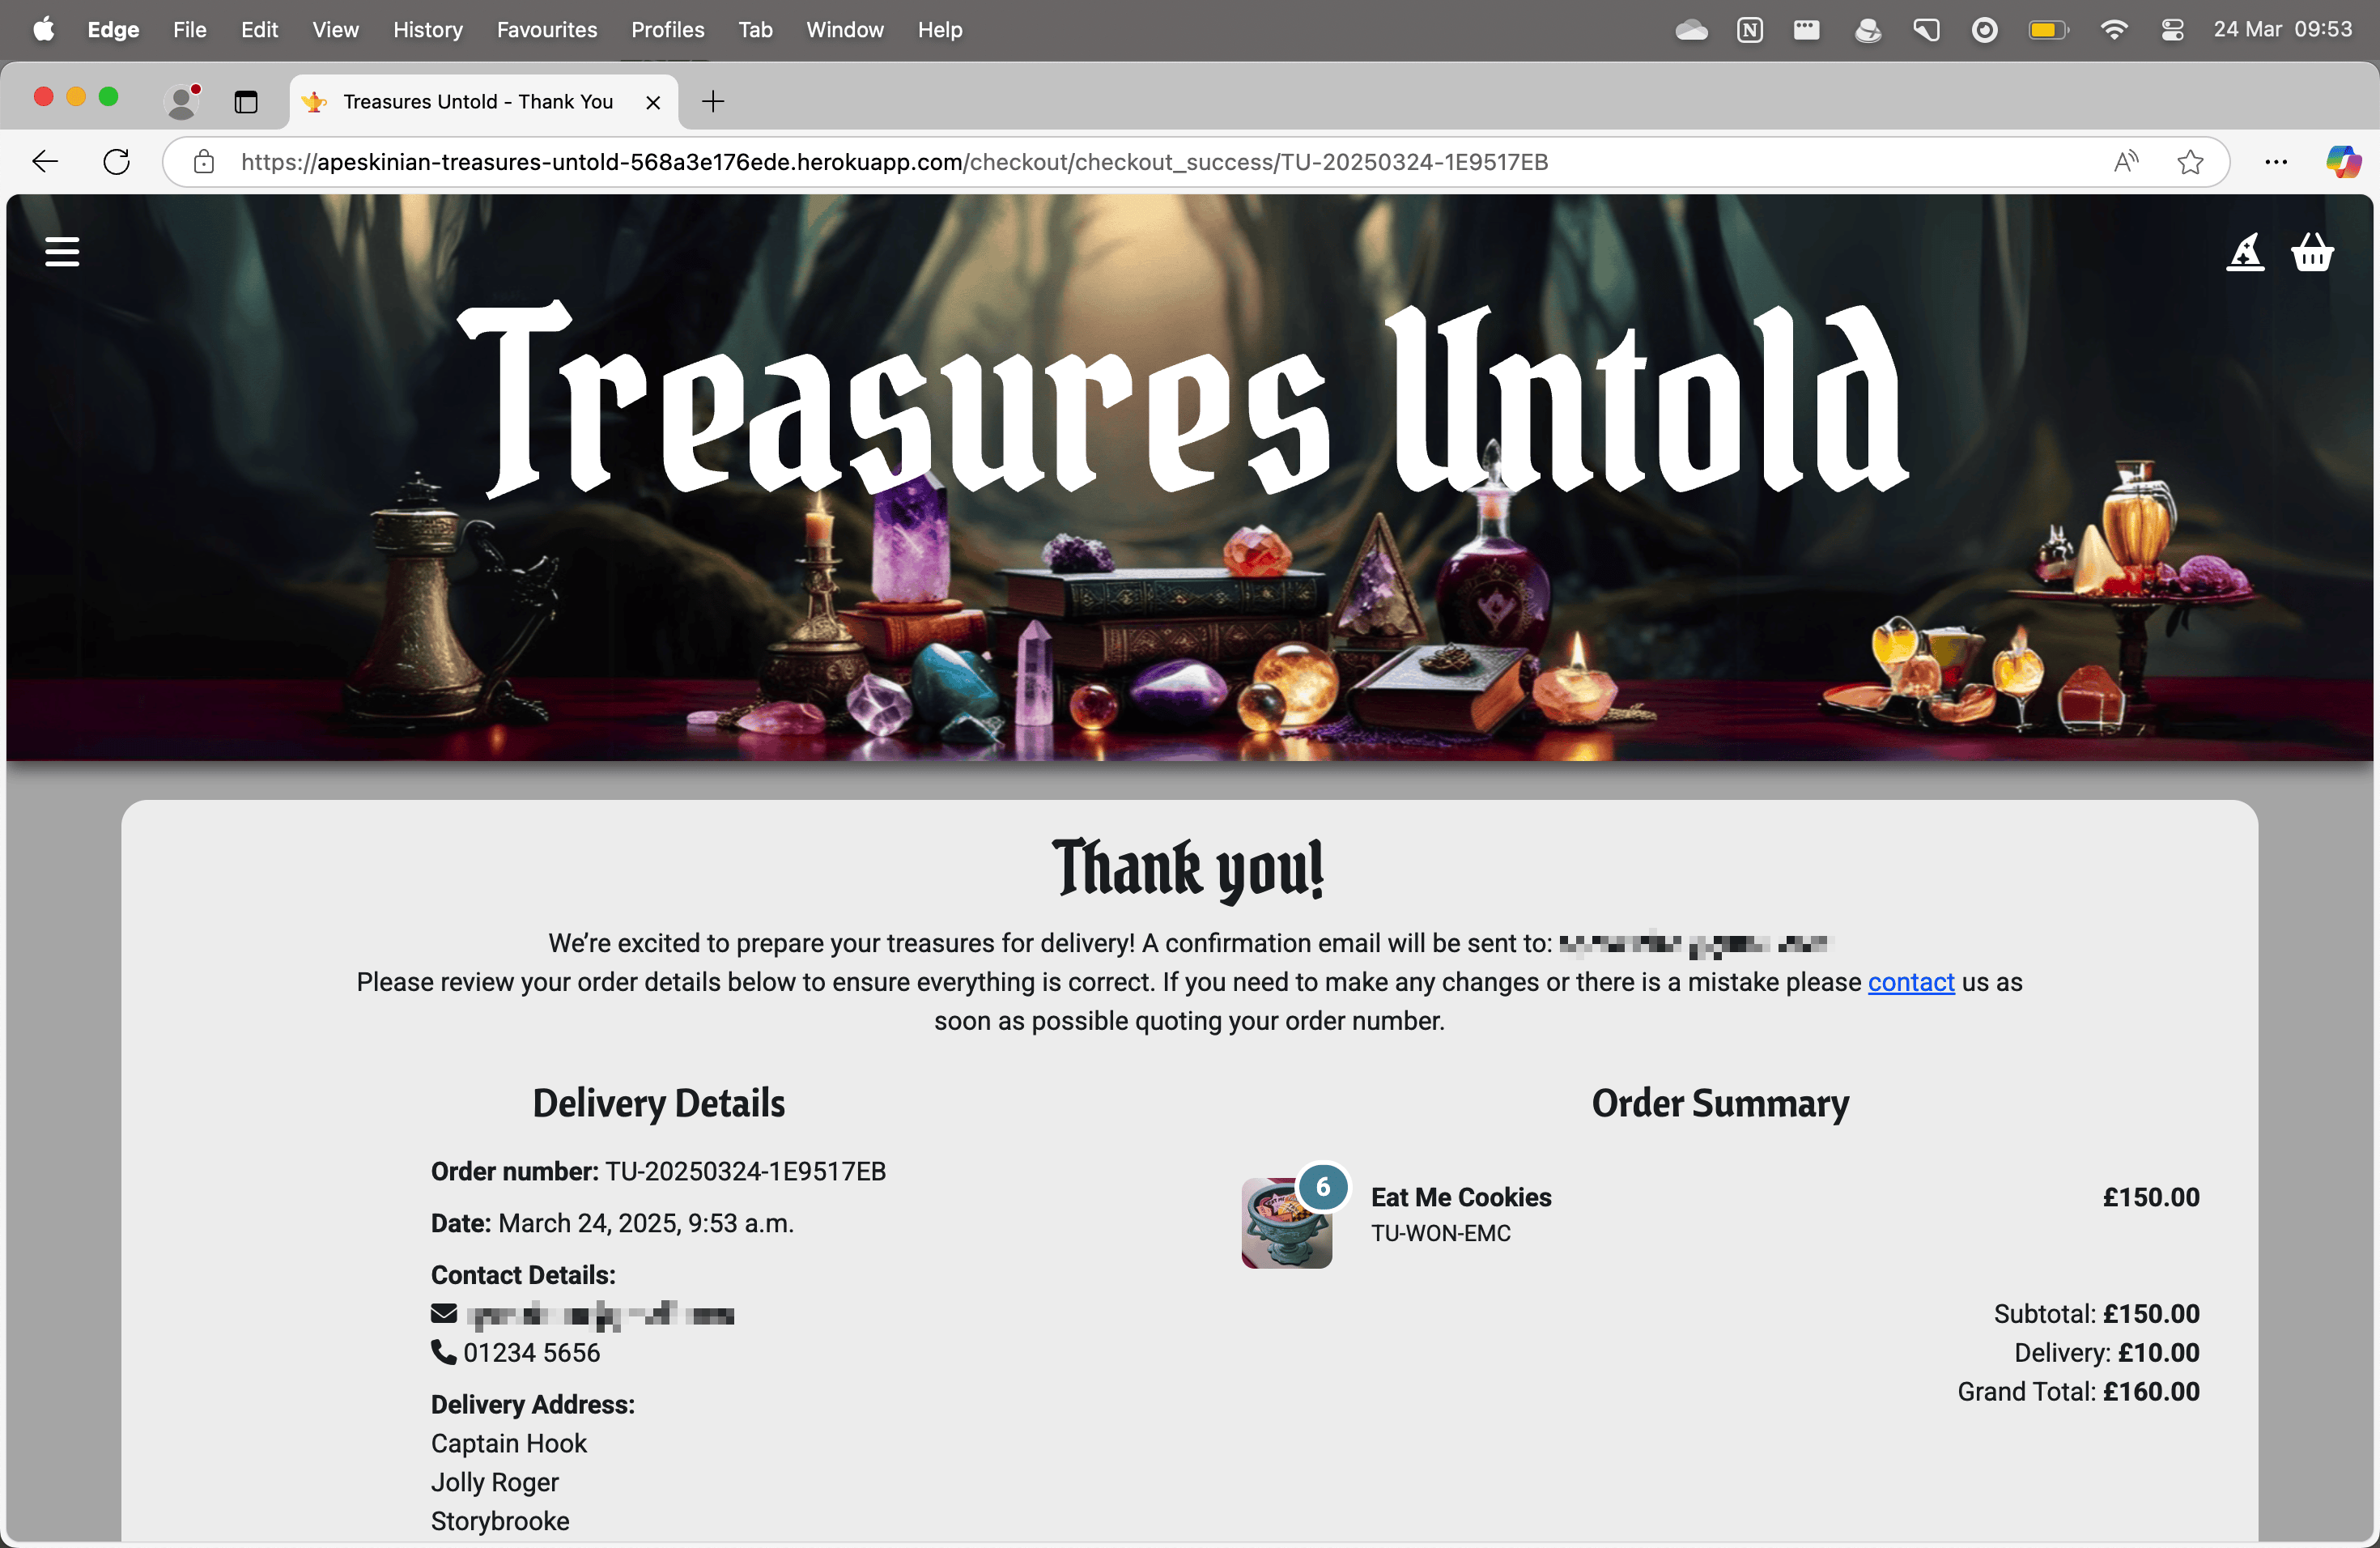 Edge File Edit View History Favourites Profiles Tab Window Help 24 Mar 09:53
Treasures Untold - Thank You
https://apeskinian-treasures-untold-568a3e176ede.herokuapp.com/checkout/checkout_success/TU-20250324-1E9517EB
Treasures Untold
Thank you!
We’re excited to prepare your treasures for delivery! A confirmation email will be sent to:
Please review your order details below to ensure everything is correct. If you need to make any changes or there is a mistake please contact us as
soon as possible quoting your order number.
Delivery Details
Order number: TU-20250324-1E9517EB
Date: March 24, 2025, 9:53 a.m.
Contact Details:
01234 5656
Delivery Address:
Captain Hook
Jolly Roger
Storybrooke
Order Summary
6
Eat Me Cookies £150.00
TU-WON-EMC
Subtotal: £150.00
Delivery: £10.00
Grand Total: £160.00